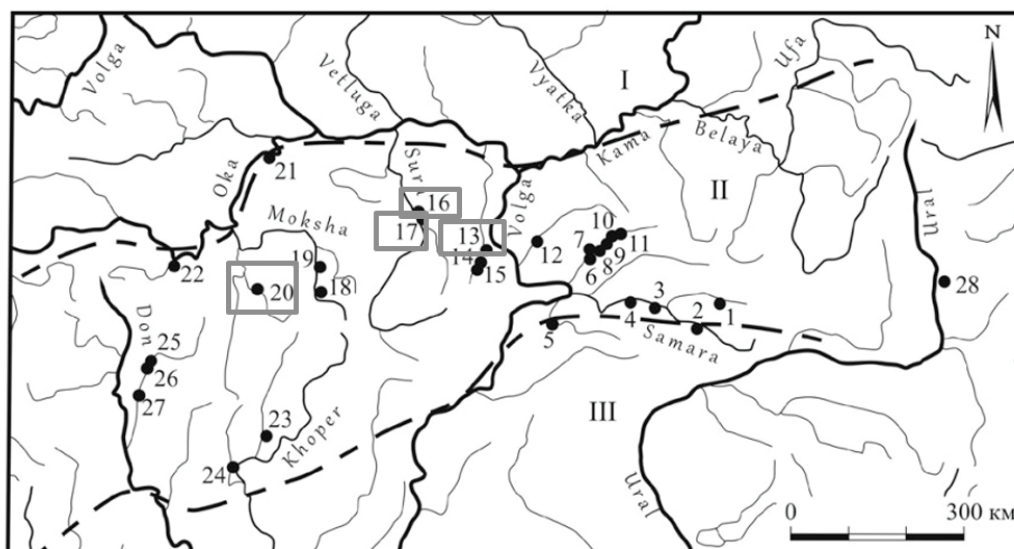 Volga
Vetluga
Vyatka
I
Ufa
N
Kama
Belaya
Oka
21
Sur
Volga
II
Ural
16
Moksha
17
13
10
11
12
7
9
8
6
14
15
22
19
20
18
28
3
1
4
2
5
Samara
Don
25
26
27
III
23
Khoper
24
Ural
0
300 км